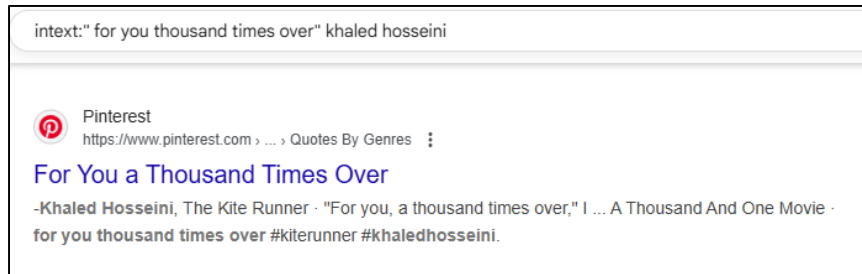 intext:" for you thousand times over" khaled hosseini
Pinterest
https://www.pinterest.com › ... › Quotes By Genres
For You a Thousand Times Over
-Khaled Hosseini, The Kite Runner · "For you, a thousand times over," I ... A Thousand And One Movie ·
for you thousand times over #kiterunner #khaledhosseini.